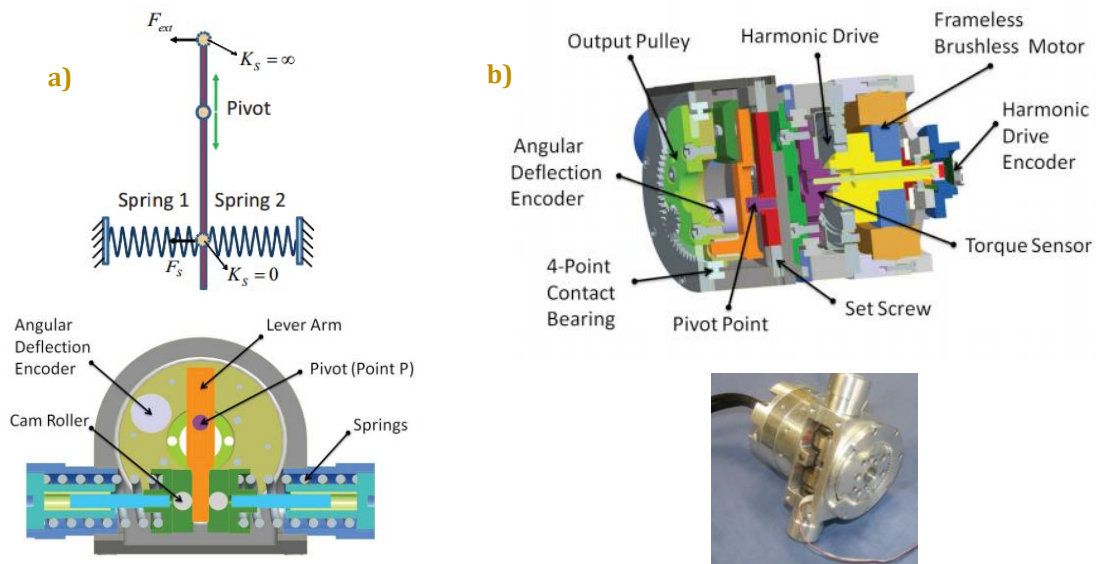 a)
F_ext
K_S = ∞
Pivot
Spring 1
Spring 2
F_S
K_S = 0
Angular
Deflection
Encoder
Lever Arm
Pivot (Point P)
Cam Roller
Springs
b)
Output Pulley
Harmonic Drive
Frameless
Brushless Motor
Harmonic
Drive
Encoder
Angular
Deflection
Encoder
Torque Sensor
4-Point
Contact
Bearing
Pivot Point
Set Screw